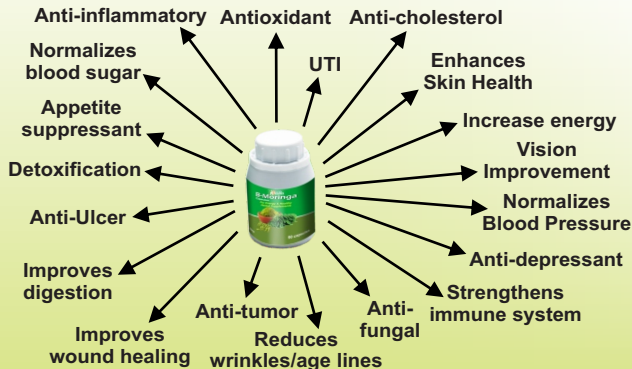 Anti-inflammatory
Antioxidant
Anti-cholesterol
Normalizes
blood sugar
UTI
Enhances
Skin Health
Appetite
suppressant
Increase energy
Detoxification
Vision
Improvement
Anti-Ulcer
Normalizes
Blood Pressure
Improves
digestion
Anti-depressant
Anti-tumor
Anti-
fungal
Strengthens
immune system
Improves
wound healing
Reduces
wrinkles/age lines
B-Moringa